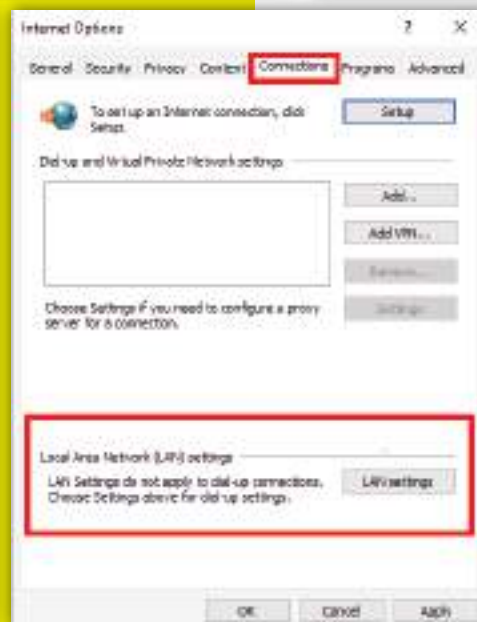 Internet Options
?
General Security Privacy Content Connections Programs Advanced
To set up an Internet connection, click
Setup.
Setup
Dial-up and Virtual Private Network settings
Add...
Add VPN...
Remove...
Choose Settings if you need to configure a proxy
server for a connection.
Settings
Local Area Network (LAN) settings
LAN Settings do not apply to dial-up connections.
Choose Settings above for dial-up settings.
LAN settings
OK Cancel Apply